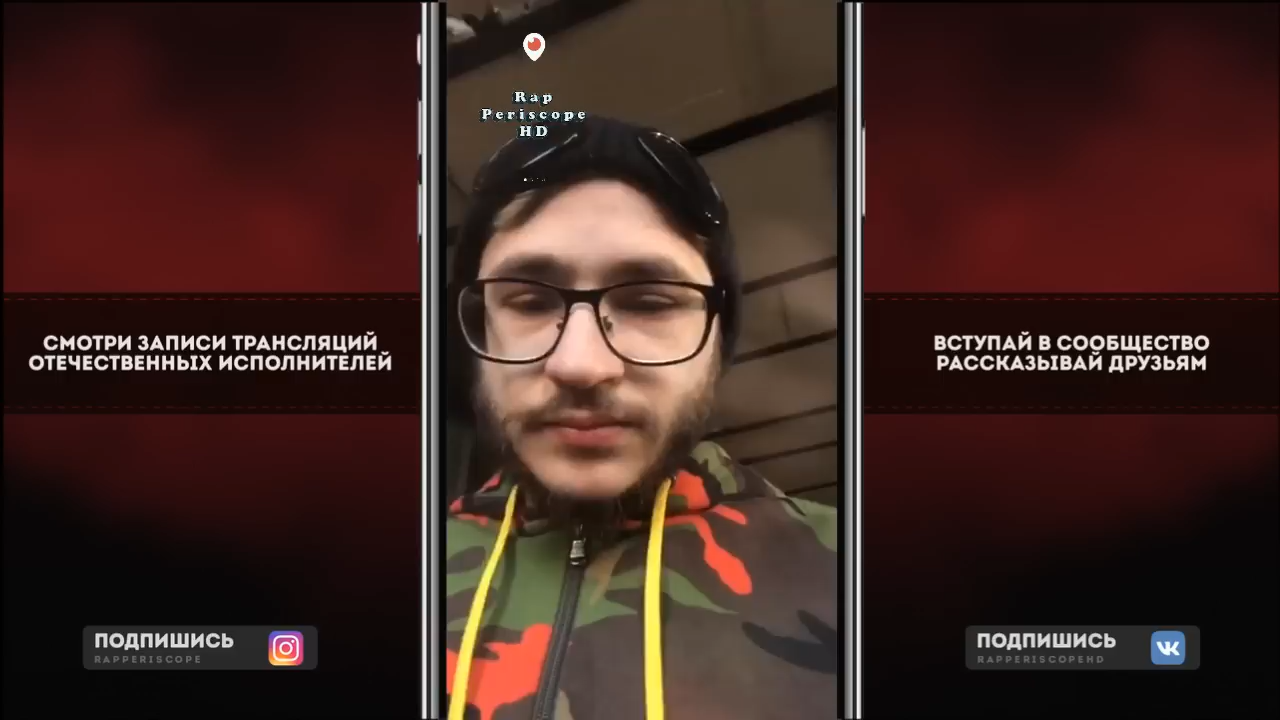 Rap
Periscope
HD
СМОТРИ ЗАПИСИ ТРАНСЛЯЦИЙ
ОТЕЧЕСТВЕННЫХ ИСПОЛНИТЕЛЕЙ
ВСТУПАЙ В СООБЩЕСТВО
РАССКАЗЫВАЙ ДРУЗЬЯМ
ПОДПИШИСЬ
RAPPERISCOPE
ПОДПИШИСЬ
RAPPERISCOPEHD